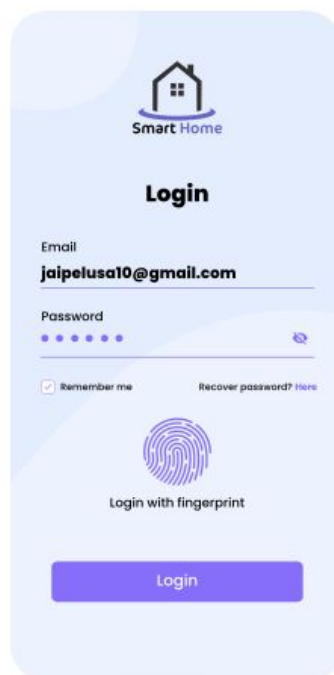 Smart Home
Login
Email
jaipelusa10@gmail.com
Password
Remember me
Recover password? Here
Login with fingerprint
Login